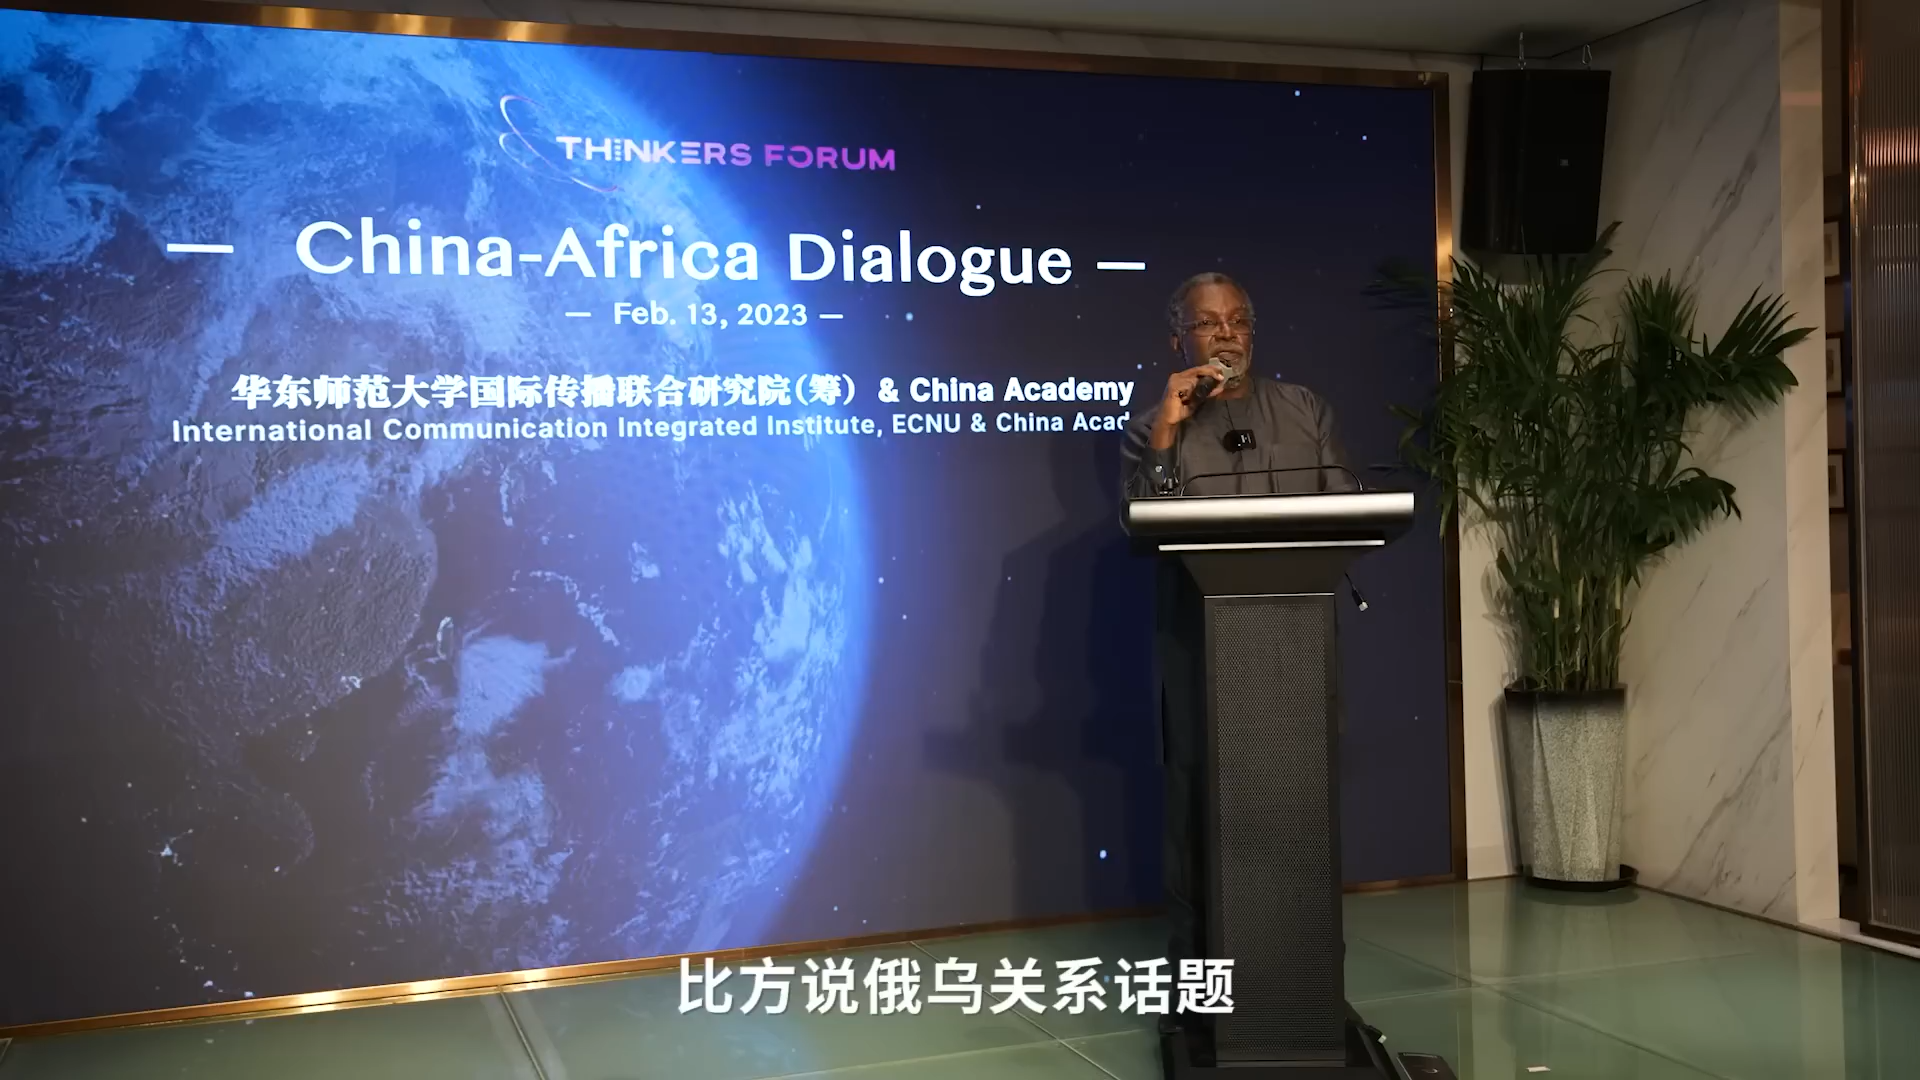 THINKERS FORUM
— China-Africa Dialogue —
— Feb. 13, 2023 —
华东师范大学国际传播联合研究院（筹）& China Academy
International Communication Integrated Institute, ECNU & China Acad
比方说俄乌关系话题